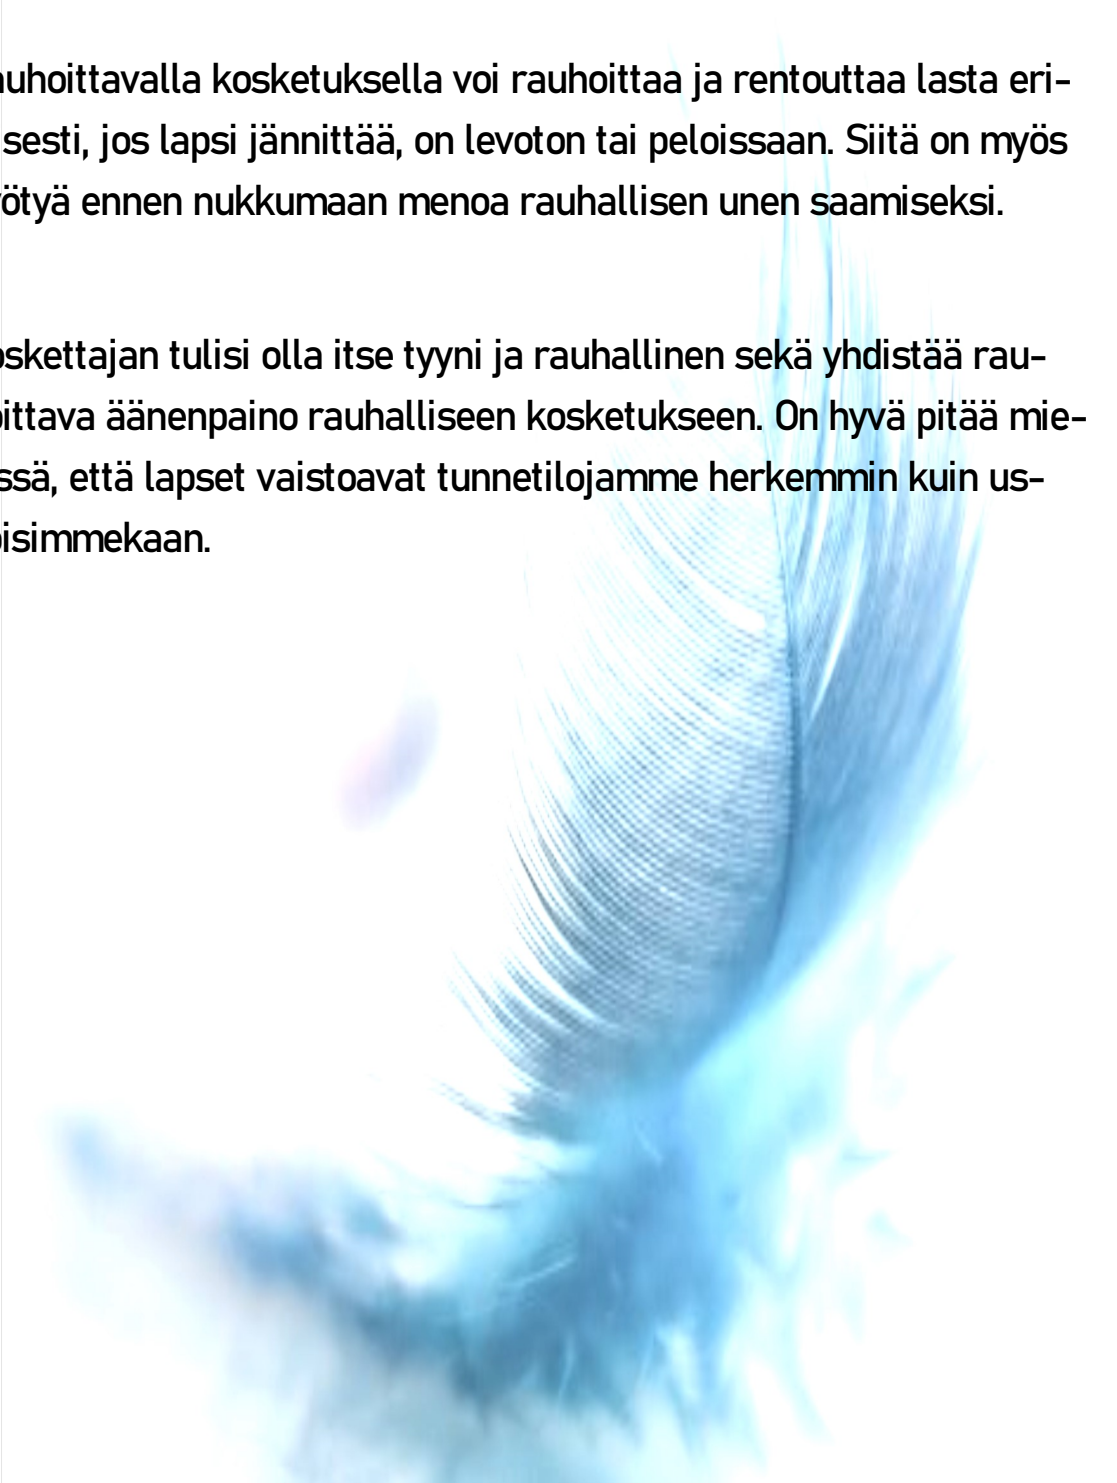 auhoittavalla kosketuksella voi rauhoittaa ja rentouttaa lasta eri-
sesti, jos lapsi jännittää, on levoton tai peloissaan. Siitä on myös
ötyä ennen nukkumaan menoa rauhallisen unen saamiseksi.
oskettajan tulisi olla itse tyyni ja rauhallinen sekä yhdistää rau-
oittava äänenpaino rauhalliseen kosketukseen. On hyvä pitää mie-
ssä, että lapset vaistoavat tunnetilojamme herkemmin kuin us-
oisimmekaan.